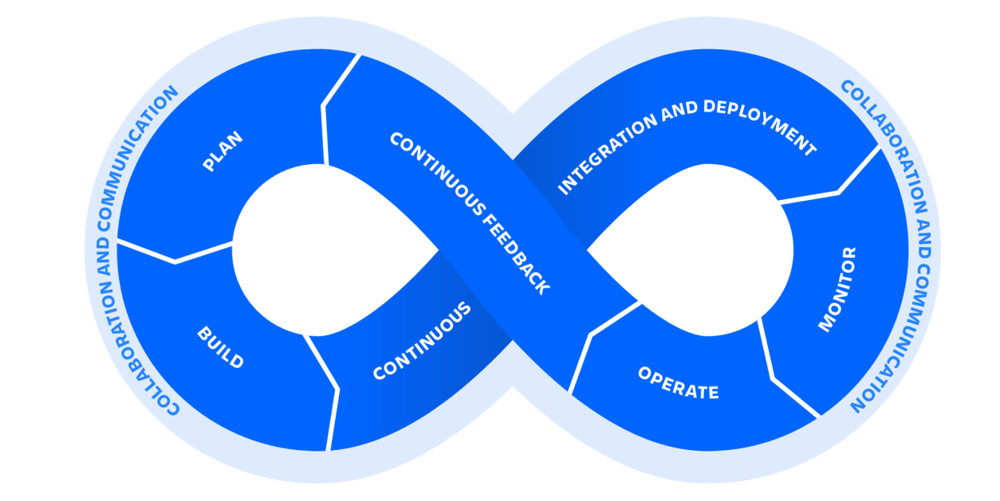 COLLABORATION AND COMMUNICATION
PLAN
BUILD
CONTINUOUS
INTEGRATION AND DEPLOYMENT
MONITOR
OPERATE
CONTINUOUS FEEDBACK
COLLABORATION AND COMMUNICATION